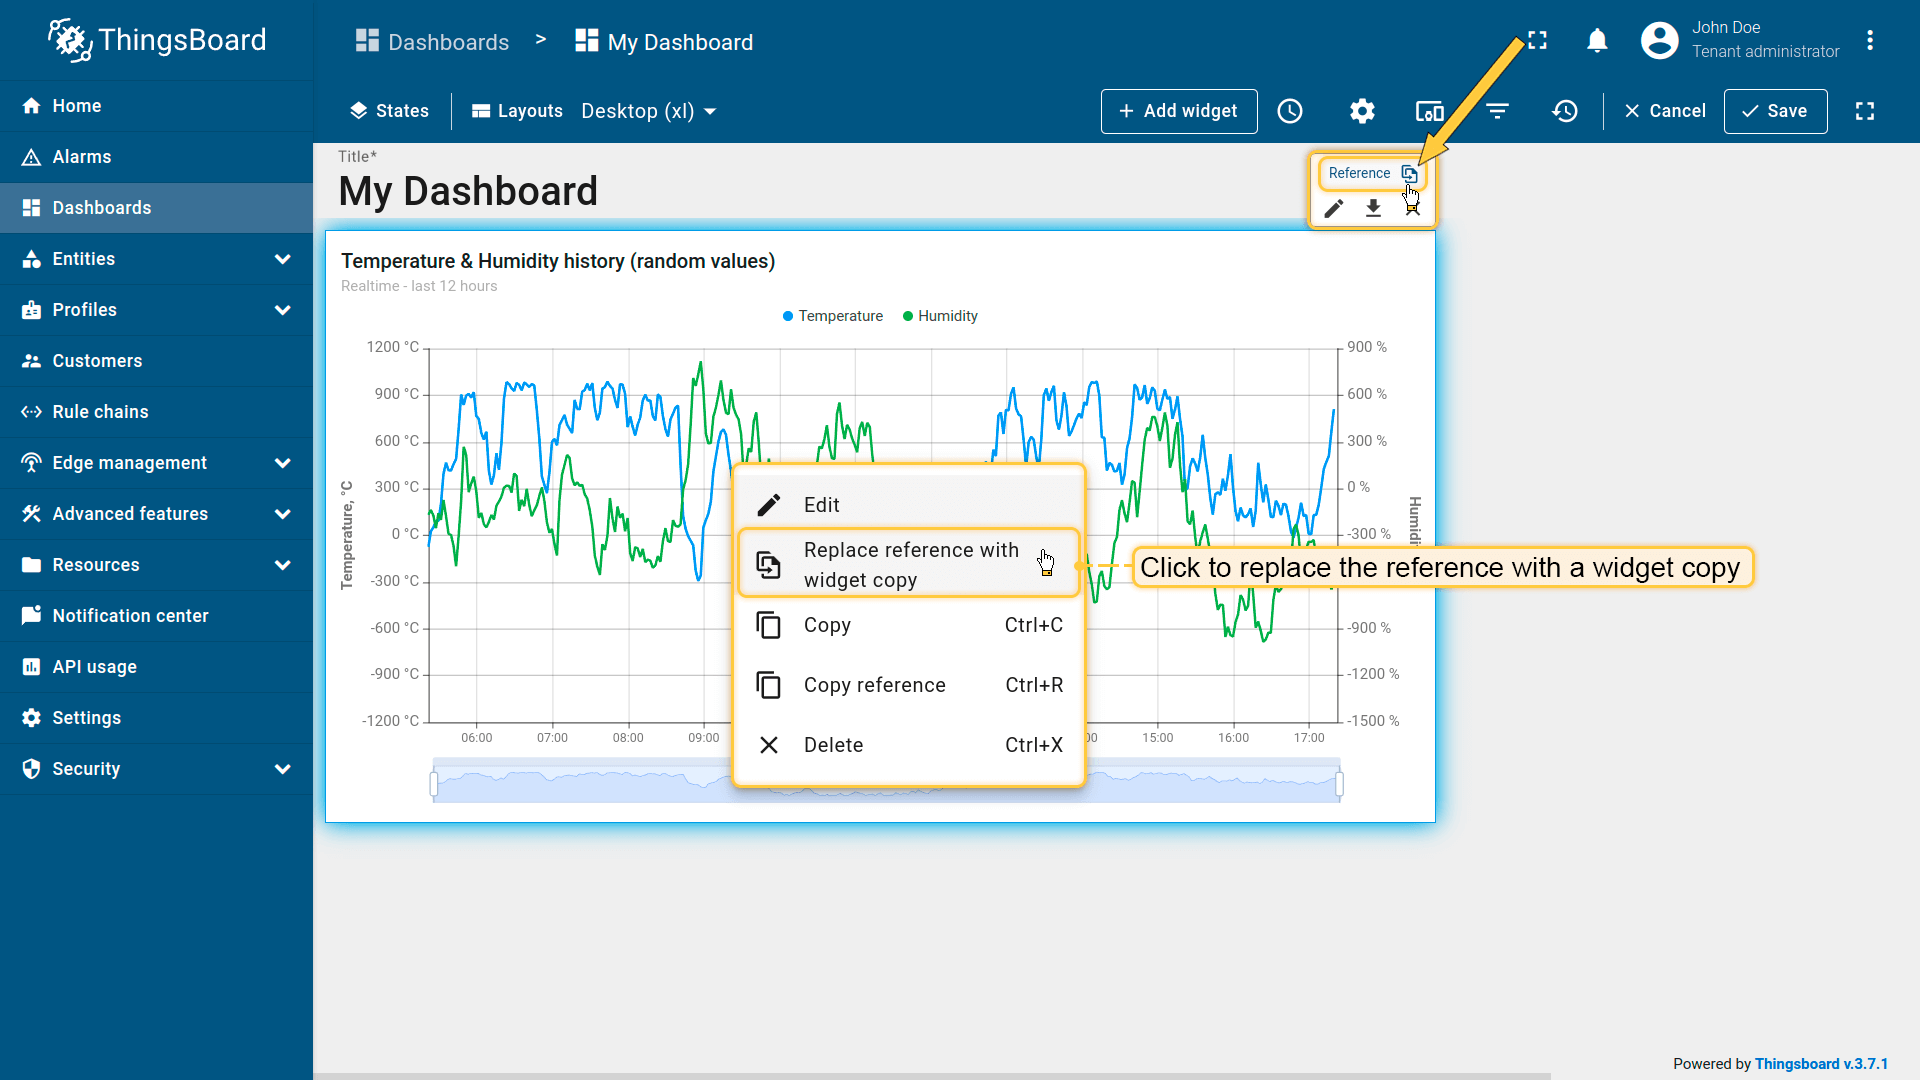 ThingsBoard
Dashboards > My Dashboard
John Doe
Tenant administrator
States
Layouts Desktop (xl)
+ Add widget
Cancel
Save
Home
Alarms
Dashboards
Entities
Profiles
Customers
Rule chains
Edge management
Advanced features
Resources
Notification center
API usage
Settings
Security
Title*
My Dashboard
Reference
Temperature & Humidity history (random values)
Realtime - last 12 hours
Temperature Humidity
1200 °C
900 °C
600 °C
300 °C
0 °C
-300 °C
-600 °C
-900 °C
-1200 °C
Temperature, °C
900 %
600 %
300 %
0 %
-300 %
-900 %
-1200 %
-1500 %
06:00 07:00 08:00 09:00 15:00 16:00 17:00
Edit
Replace reference with
widget copy
Copy Ctrl+C
Copy reference Ctrl+R
Delete Ctrl+X
Click to replace the reference with a widget copy
Powered by Thingsboard v.3.7.1